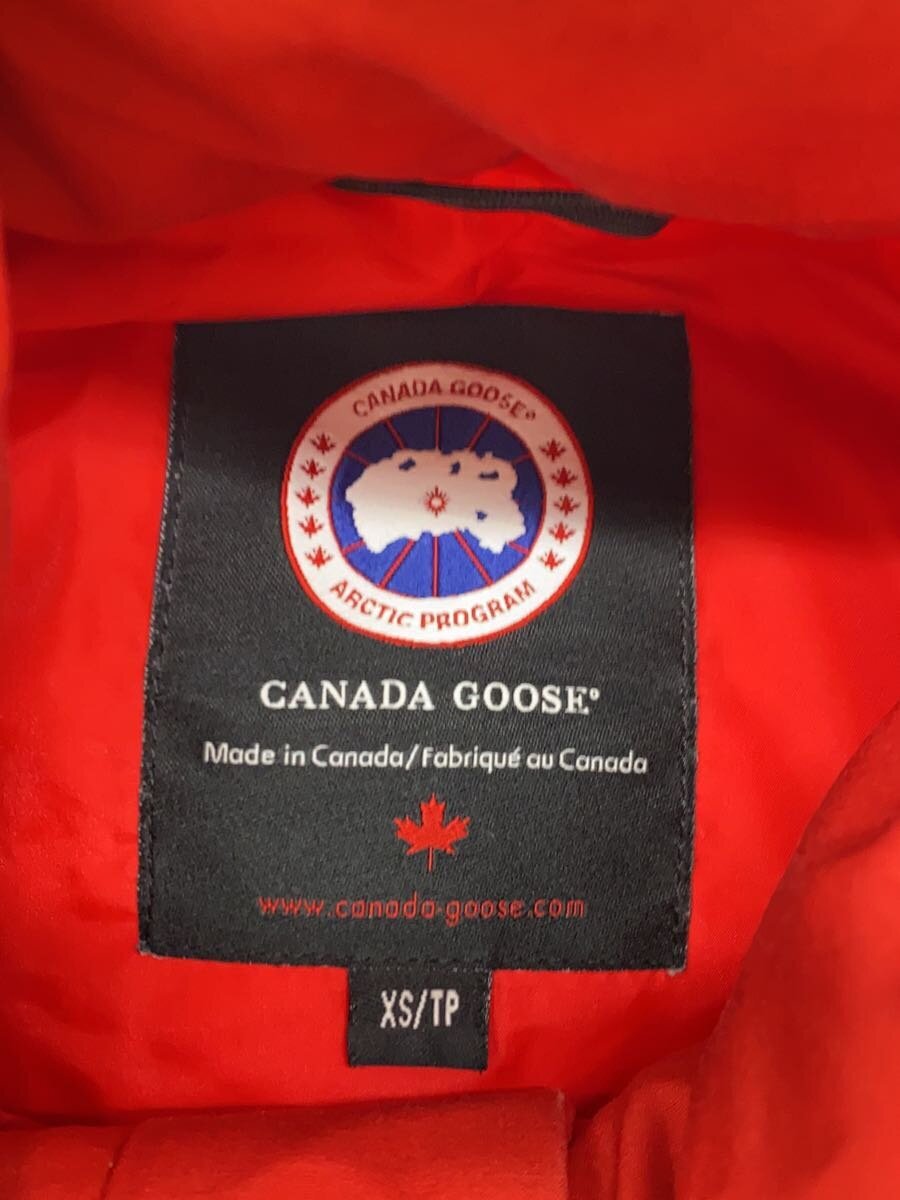 CANADA GOOSE®
ARCTIC PROGRAM
CANADA GOOSE®
Made in Canada/Fabriqué au Canada
www.canada-goose.com
XS/TP